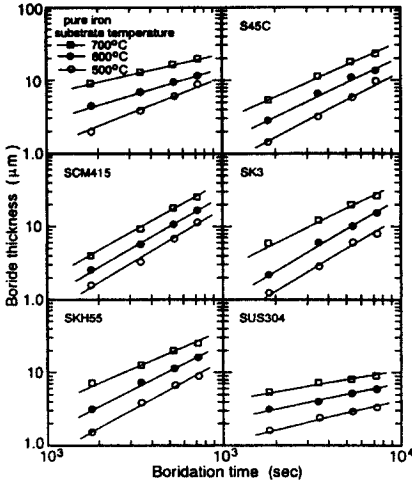 100
pure iron
substrate temperature
700°C
600°C
500°C
S45C
10
1.0
SCM415
SK3
10
1.0
SKH55
SUS304
10
1.0
10³ 10⁴ 10³ 10⁴
Boridation time (sec)
Boride thickness (μm)